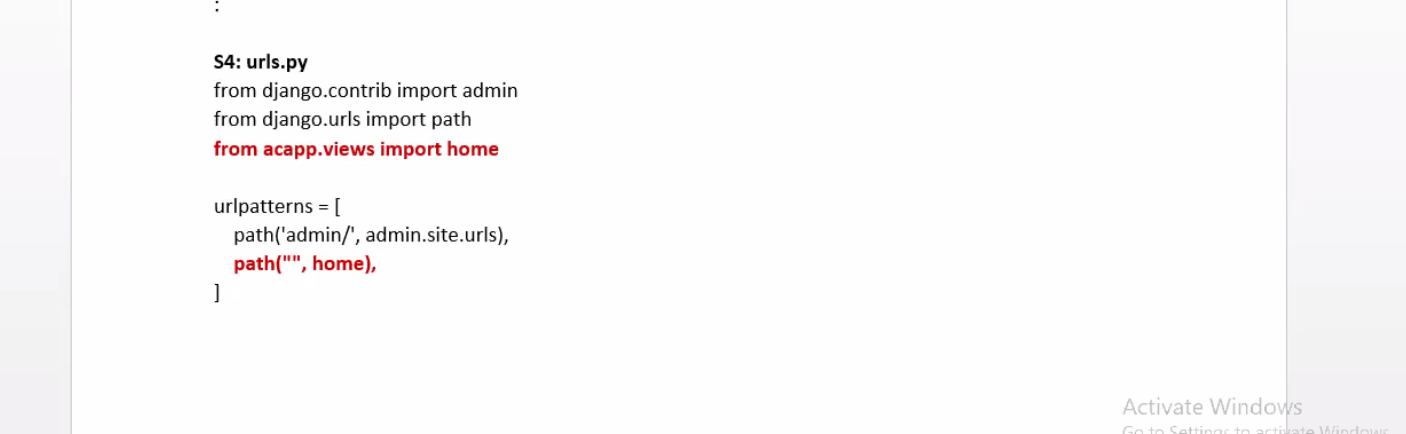 :
S4: urls.py
from django.contrib import admin
from django.urls import path
from acapp.views import home
urlpatterns = [
path('admin/', admin.site.urls),
path("", home),
]
Activate Windows
Go to Settings to activate Windows